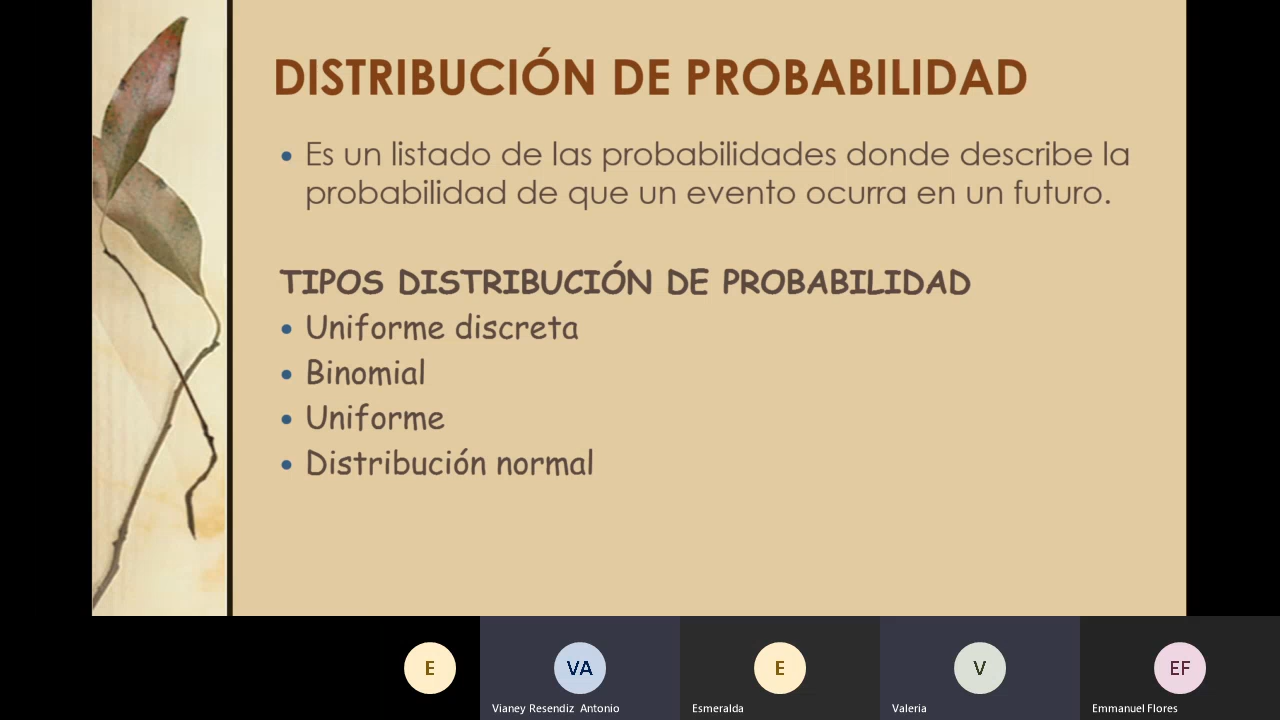 DISTRIBUCIÓN DE PROBABILIDAD
• Es un listado de las probabilidades donde describe la
probabilidad de que un evento ocurra en un futuro.
TIPOS DISTRIBUCIÓN DE PROBABILIDAD
• Uniforme discreta
• Binomial
• Uniforme
• Distribución normal
E
VA
E
V
EF
Vianey Resendiz Antonio
Esmeralda
Valeria
Emmanuel Flores